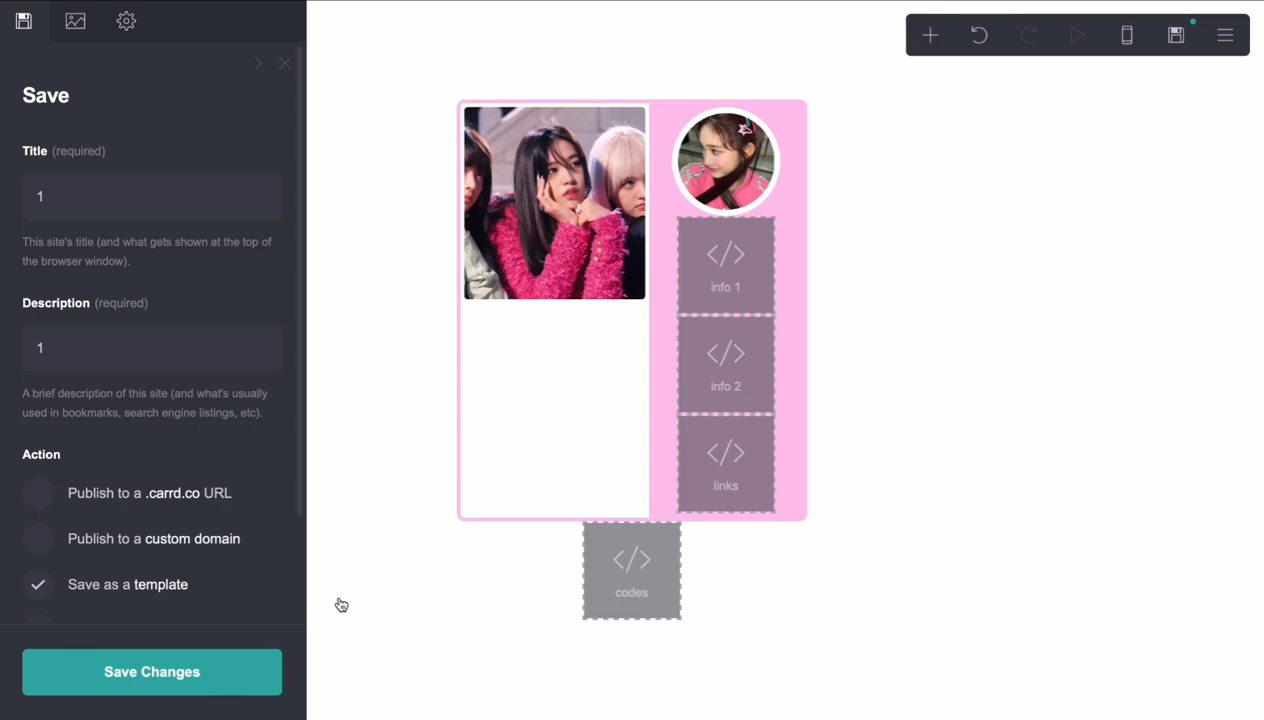 Save
Title (required)
1
This site's title (and what gets shown at the top of
the browser window).
Description (required)
1
A brief description of this site (and what's usually
used in bookmarks, search engine listings, etc).
Action
Publish to a .carrd.co URL
Publish to a custom domain
Save as a template
Save Changes
info 1
info 2
links
codes